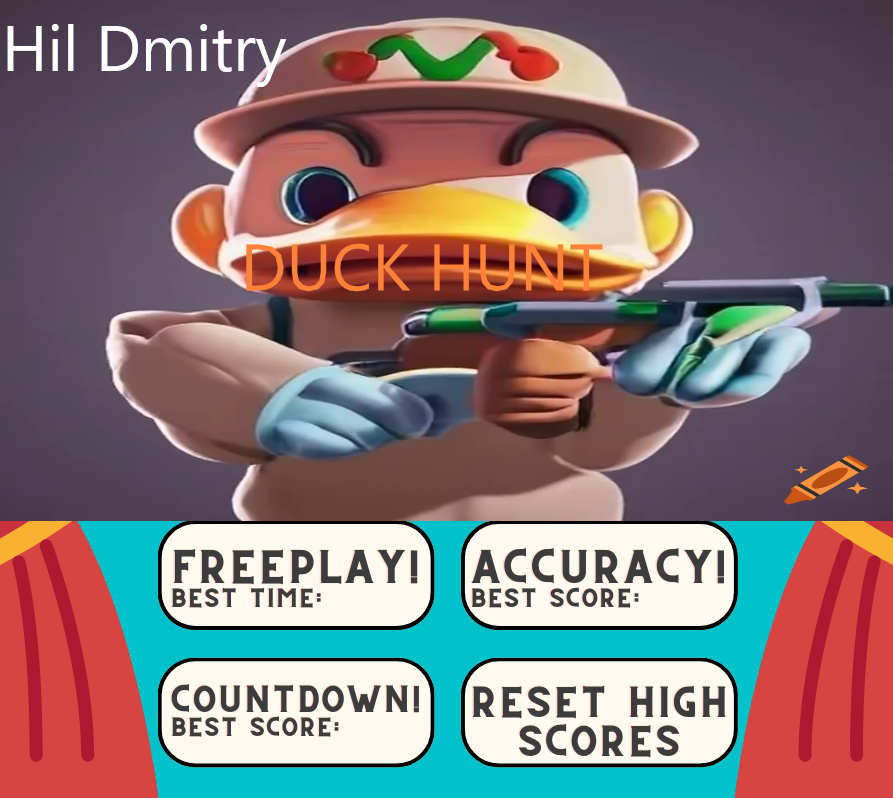 Hil Dmitry
DUCK HUNT
FREEPLAY!
BEST TIME:
ACCURACY!
BEST SCORE:
COUNTDOWN!
BEST SCORE:
RESET HIGH
SCORES